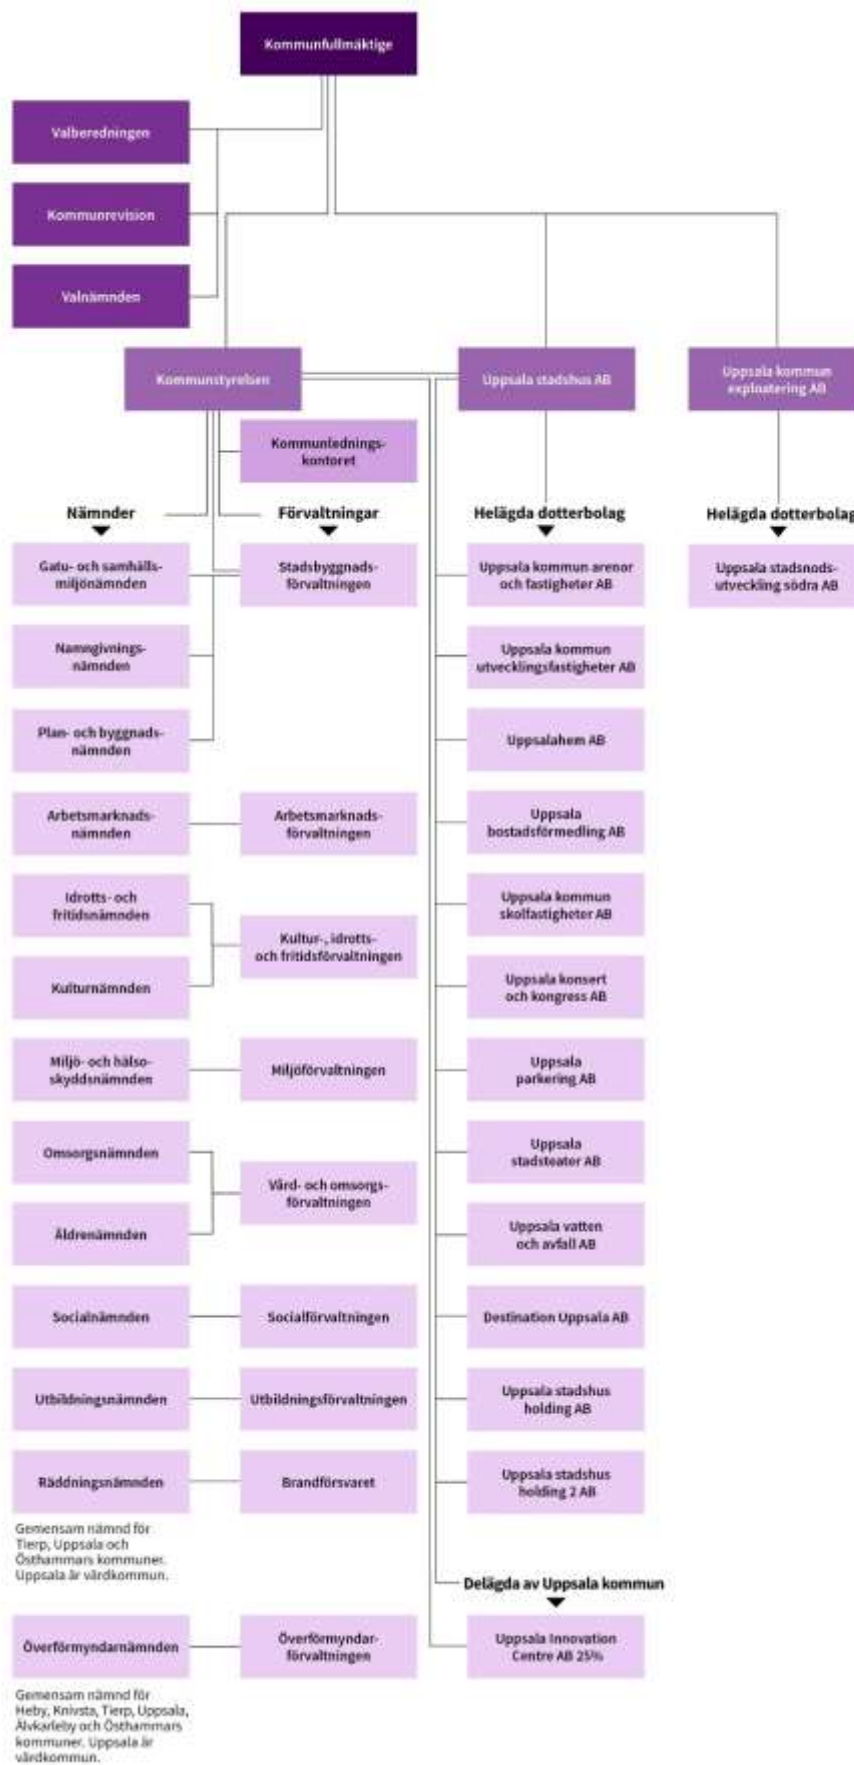 Kommunfullmäktige
Valberedningen
Kommunrevision
Valnämnden
Kommunstyrelsen
Uppsala stadshus AB
Uppsala kommun
exploatering AB
Kommunlednings-
kontoret
Nämnder
Förvaltningar
Helägda dotterbolag
Helägda dotterbolag
Gatu- och samhälls-
miljönämnden
Stadsbyggnads-
förvaltningen
Uppsala kommun arenor
och fastigheter AB
Uppsala stadsnods-
utveckling södra AB
Namngivnings-
nämnden
Uppsala kommun
utvecklingsfastigheter AB
Plan- och byggnads-
nämnden
Uppsalahem AB
Arbetsmarknads-
nämnden
Arbetsmarknads-
förvaltningen
Uppsala
bostadsförmedling AB
Idrotts- och
fritidsnämnden
Kultur-, idrotts-
och fritidsförvaltningen
Uppsala kommun
skolfastigheter AB
Kulturnämnden
Uppsala konsert
och kongress AB
Miljö- och hälso-
skyddsnämnden
Miljöförvaltningen
Uppsala
parkering AB
Omsorgsnämnden
Vård- och omsorgs-
förvaltningen
Uppsala
stadsteater AB
Äldrenämnden
Uppsala vatten
och avfall AB
Socialnämnden
Socialförvaltningen
Destination Uppsala AB
Utbildningsnämnden
Utbildningsförvaltningen
Uppsala stadshus
holding AB
Räddningsnämnden
Brandförsvaret
Uppsala stadshus
holding 2 AB
Gemensam nämnd för
Tierp, Uppsala och
Östhammars kommuner.
Uppsala är värdkommun.
Delägda av Uppsala kommun
Överförmyndarnämnden
Överförmyndar-
förvaltningen
Uppsala Innovation
Centre AB 25%
Gemensam nämnd för
Heby, Knivsta, Tierp, Uppsala,
Älvkarleby och Östhammars
kommuner. Uppsala är
värdkommun.